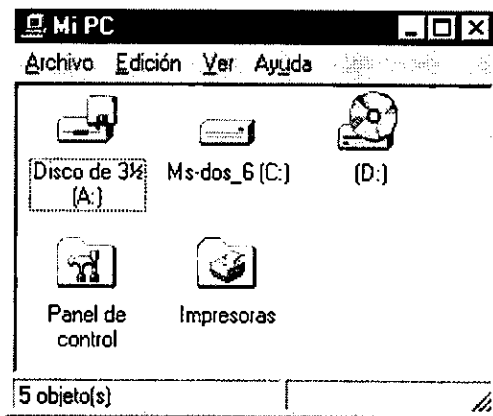 Mi PC
Archivo Edición Ver Ayuda
Disco de 3½ Ms-dos_6 (C:) (D:)
(A:)
Panel de Impresoras
control
5 objeto(s)